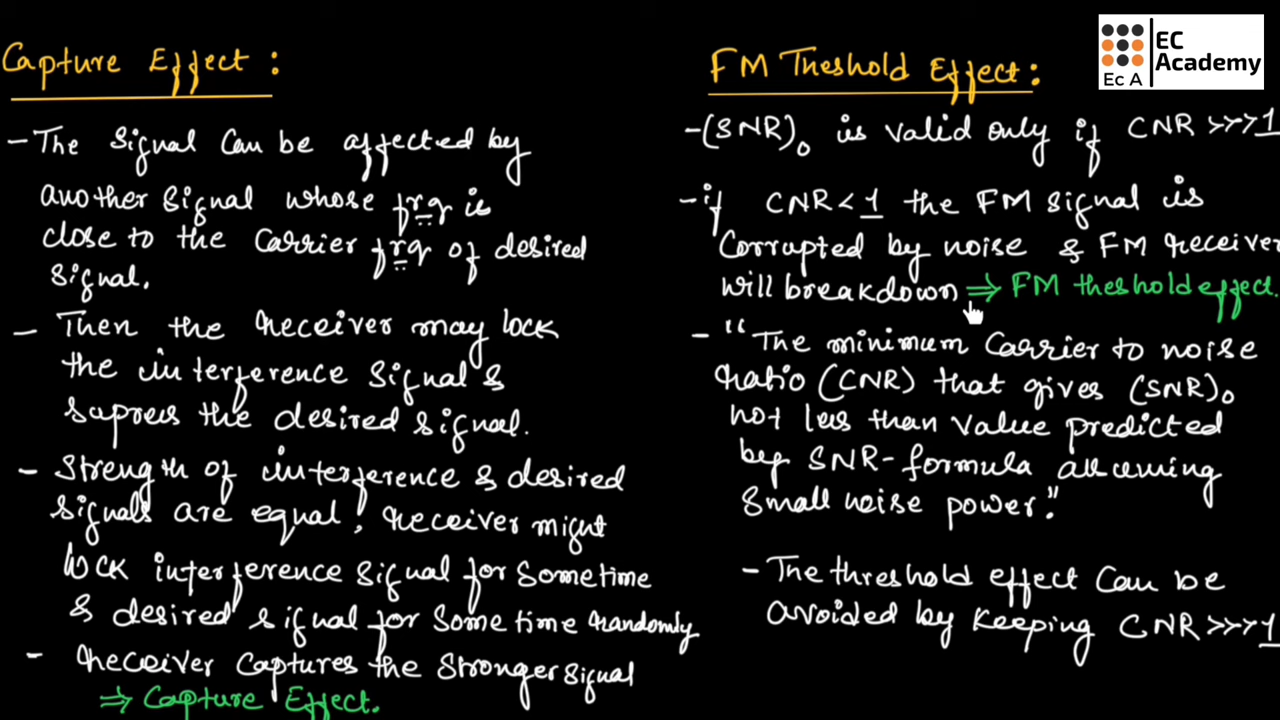 Capture Effect :
- The Signal Can be affected by
another Signal whose frq is
close to the Carrier frq of desired
Signal.
- Then the Receiver may lock
the interference Signal &
supress the desired signal.
- Strength of interference & desired
signals are equal, Receiver might
lock interference signal for Sometime
& desired signal for Some time Randomly
- Receiver Captures the Stronger Signal
⇒ Capture Effect.
EC
Academy
Ec A
FM Theshold Effect :
- (SNR)₀ is valid only if CNR >>> 1
- if CNR < 1 the FM Signal is
Corrupted by noise & FM Receiver
will breakdown ⇒ FM theshold effect.
- "The minimum Carrier to noise
Ratio (CNR) that gives (SNR)₀
not less than value predicted
by SNR-formula assuming
Small noise power."
- The threshold effect Can be
avoided by keeping CNR >>> 1